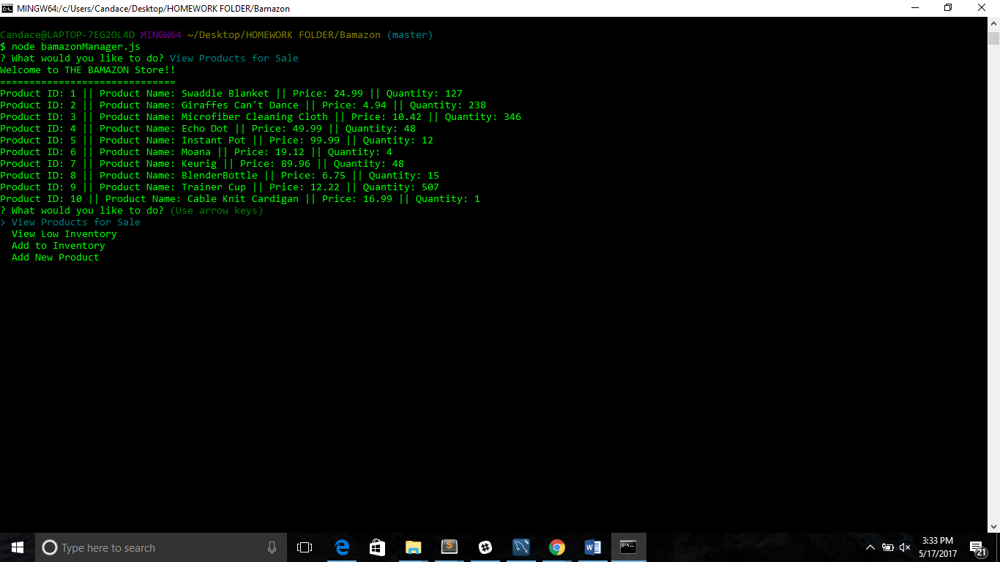 MINGW64:/c/Users/Candace/Desktop/HOMEWORK FOLDER/Bamazon
Candace@LAPTOP-7EG2OL4D MINGW64 ~/Desktop/HOMEWORK FOLDER/Bamazon (master)
$ node bamazonManager.js
? What would you like to do? View Products for Sale
Welcome to THE BAMAZON Store!!
==============================
Product ID: 1 || Product Name: Swaddle Blanket || Price: 24.99 || Quantity: 127
Product ID: 2 || Product Name: Giraffes Can't Dance || Price: 4.94 || Quantity: 238
Product ID: 3 || Product Name: Microfiber Cleaning Cloth || Price: 10.42 || Quantity: 346
Product ID: 4 || Product Name: Echo Dot || Price: 49.99 || Quantity: 48
Product ID: 5 || Product Name: Instant Pot || Price: 99.99 || Quantity: 12
Product ID: 6 || Product Name: Moana || Price: 19.12 || Quantity: 4
Product ID: 7 || Product Name: Keurig || Price: 89.96 || Quantity: 48
Product ID: 8 || Product Name: BlenderBottle || Price: 6.75 || Quantity: 15
Product ID: 9 || Product Name: Trainer Cup || Price: 12.22 || Quantity: 507
Product ID: 10 || Product Name: Cable Knit Cardigan || Price: 16.99 || Quantity: 1
? What would you like to do? (Use arrow keys)
> View Products for Sale
View Low Inventory
Add to Inventory
Add New Product
Type here to search
3:33 PM
5/17/2017
21